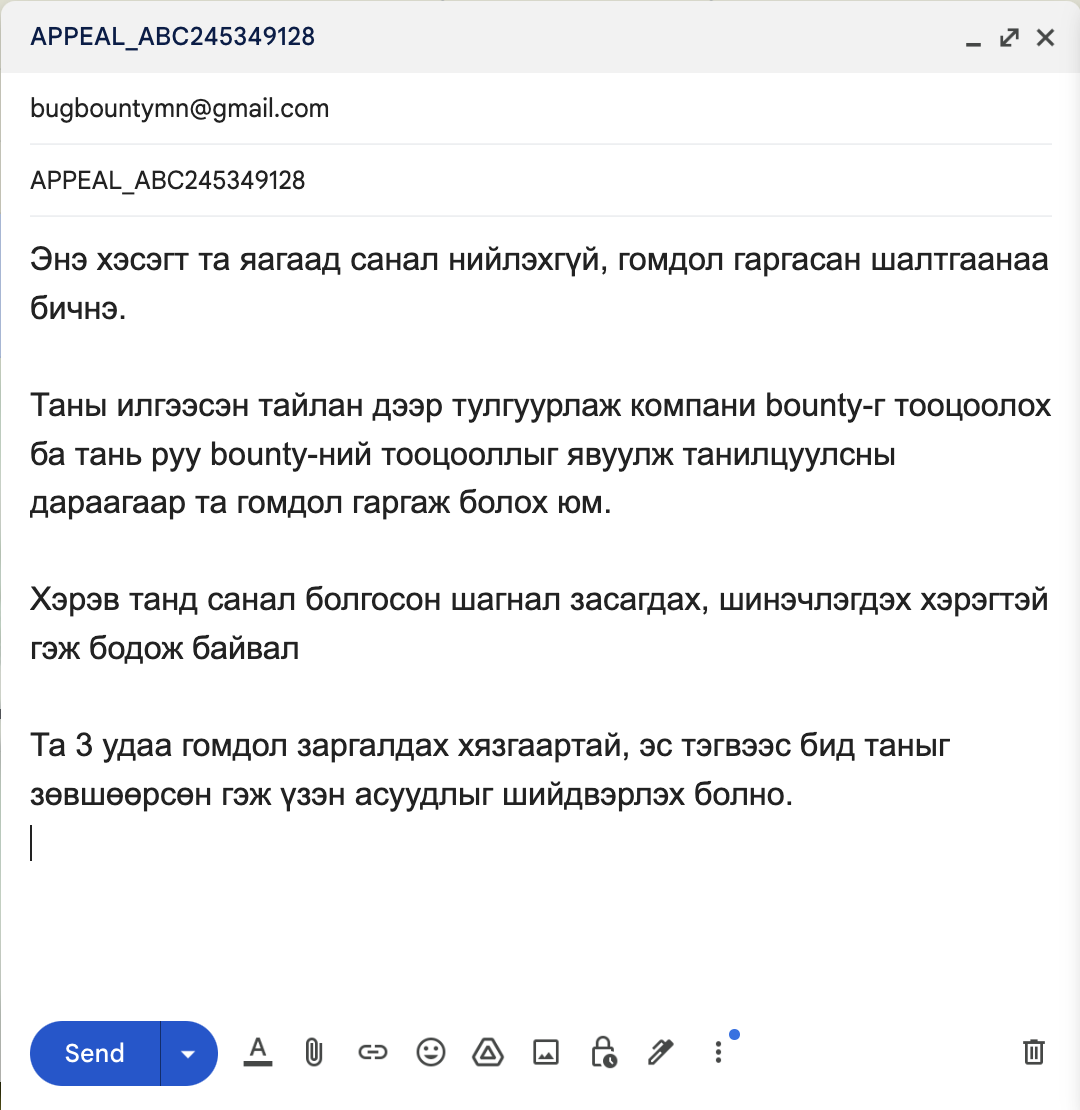 APPEAL_ABC245349128
bugbountymn@gmail.com
APPEAL_ABC245349128
Энэ хэсэгт та яагаад санал нийлэхгүй, гомдол гаргасан шалтгаанаа
бичнэ.
Таны илгээсэн тайлан дээр тулгуурлаж компани bounty-г тооцоолох
ба тань руу bounty-ний тооцооллыг явуулж танилцуулсны
дараагаар та гомдол гаргаж болох юм.
Хэрэв танд санал болгосон шагнал засагдах, шинэчлэгдэх хэрэгтэй
гэж бодож байвал
Та 3 удаа гомдол заргалдах хязгаартай, эс тэгвээс бид таныг
зөвшөөрсөн гэж үзэн асуудлыг шийдвэрлэх болно.
Send